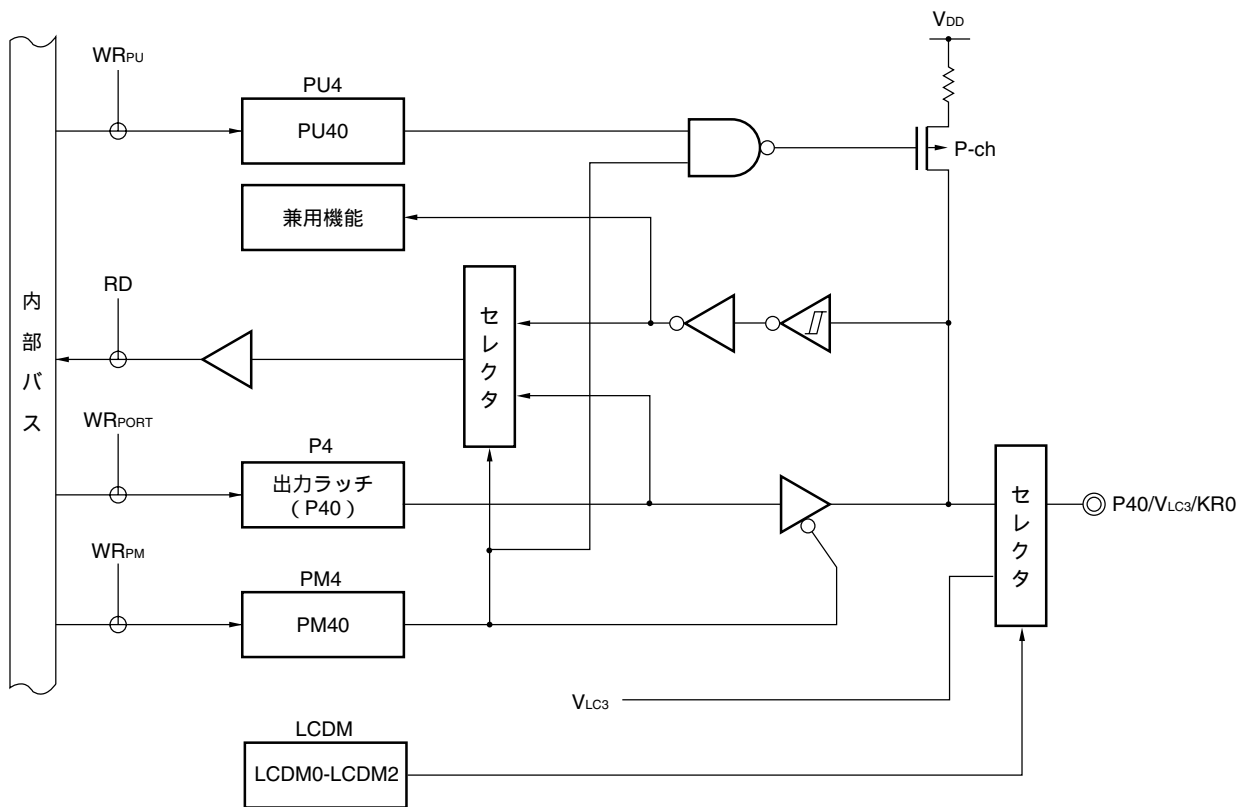 VDD
WRPU
PU4
PU40
P-ch
兼用機能
RD
セレクタ
内部バス
WRPORT
P4
出力ラッチ
(P40)
セレクタ
P40/VLC3/KR0
WRPM
PM4
PM40
VLC3
LCDM
LCDM0-LCDM2